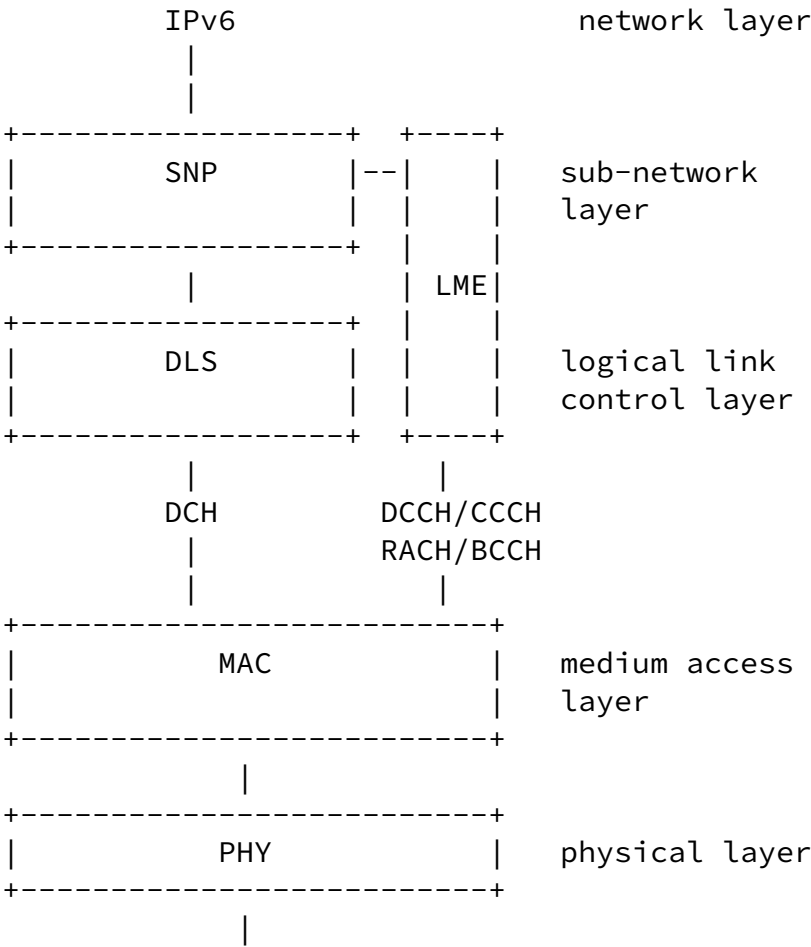 IPv6 network layer
|
|
+------------------+ +----+
| SNP |--| | sub-network
| | | | layer
+------------------+ | |
| | LME|
+------------------+ | |
| DLS | | | logical link
| | | | control layer
+------------------+ +----+
| |
DCH DCCH/CCCH
| RACH/BCCH
| |
+--------------------------+
| MAC | medium access
| | layer
+--------------------------+
|
+--------------------------+
| PHY | physical layer
+--------------------------+
|